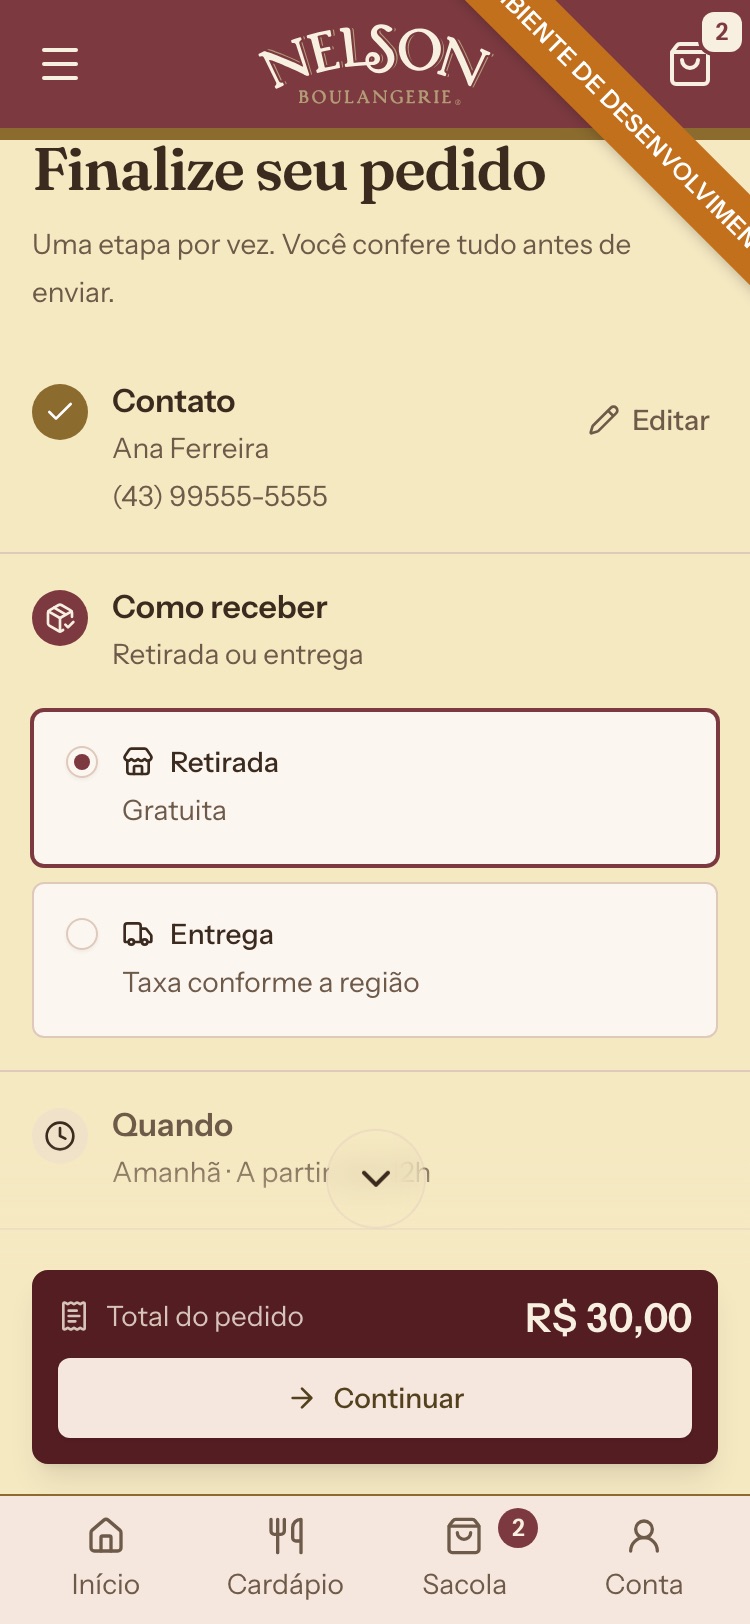 NELSON
BOULANGERIE
2
DE DESENVOLVIMEN
Finalize seu pedido
Uma etapa por vez. Você confere tudo antes de
enviar.
Contato
Editar
Ana Ferreira
(43) 99555-5555
Como receber
Retirada ou entrega
Retirada
Gratuita
Entrega
Taxa conforme a região
Quando
Amanhã · A partir
Total do pedido
R$ 30,00
Continuar
2
Início
Cardápio
Sacola
Conta